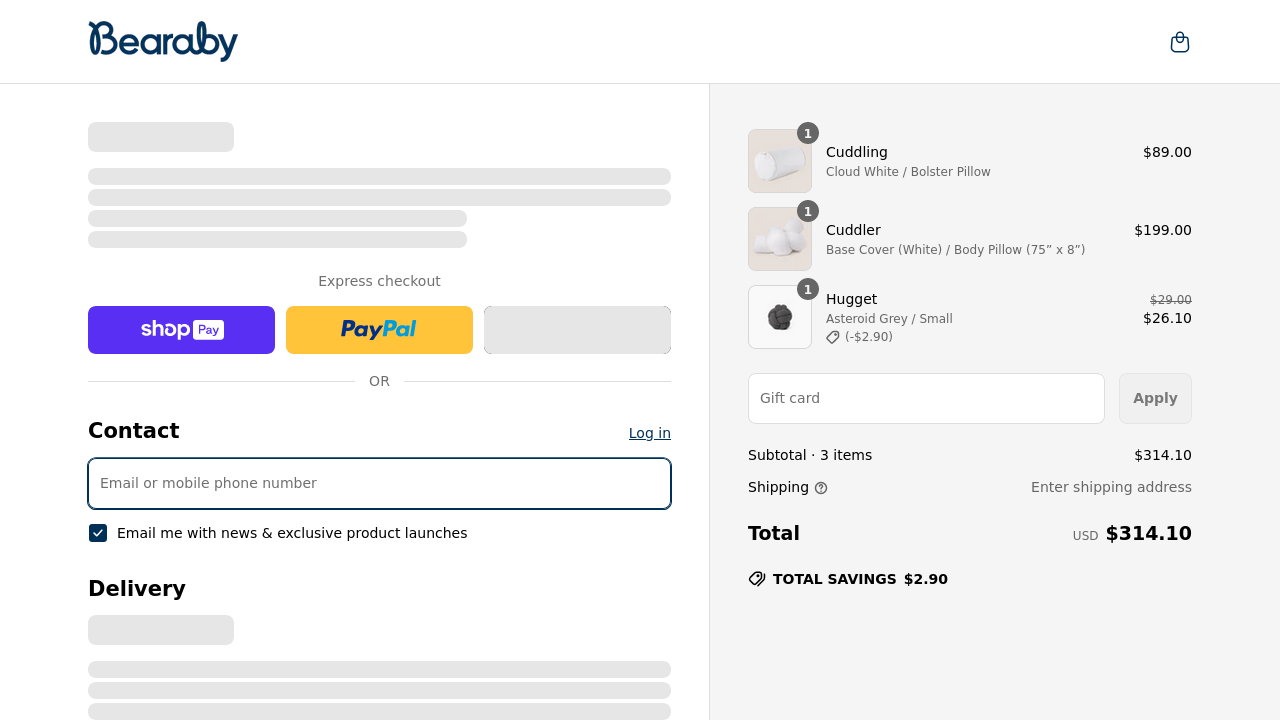 Bearaby
Express checkout
shop Pay
PayPal
OR
Contact
Log in
Email or mobile phone number
Email me with news & exclusive product launches
Delivery
1
Cuddling
Cloud White / Bolster Pillow
$89.00
1
Cuddler
Base Cover (White) / Body Pillow (75” x 8”)
$199.00
1
Hugget
Asteroid Grey / Small
(-$2.90)
$29.00
$26.10
Gift card
Apply
Subtotal · 3 items
$314.10
Shipping
Enter shipping address
Total
USD $314.10
TOTAL SAVINGS $2.90